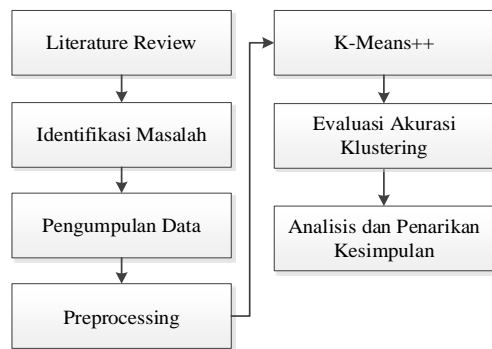 Literature Review
Identifikasi Masalah
Pengumpulan Data
Preprocessing
K-Means++
Evaluasi Akurasi
Klustering
Analisis dan Penarikan
Kesimpulan